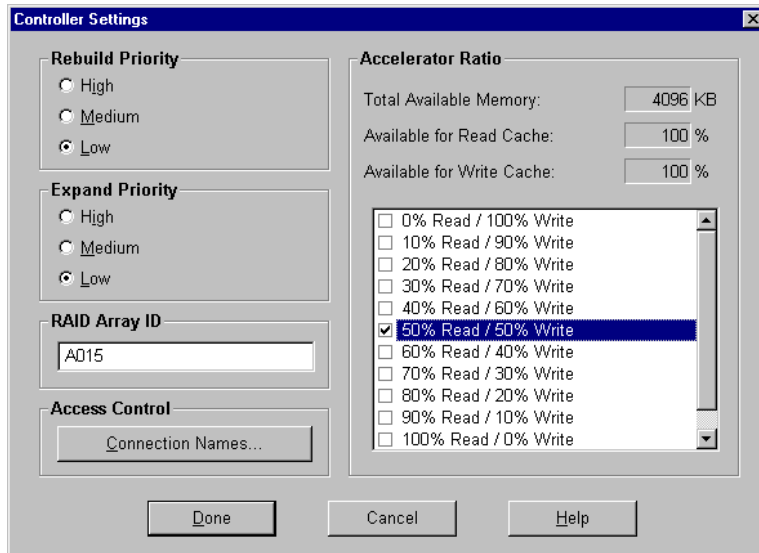 Controller Settings
Rebuild Priority
High
Medium
Low
Expand Priority
High
Medium
Low
RAID Array ID
A015
Access Control
Connection Names...
Accelerator Ratio
Total Available Memory: 4096 KB
Available for Read Cache: 100 %
Available for Write Cache: 100 %
0% Read / 100% Write
10% Read / 90% Write
20% Read / 80% Write
30% Read / 70% Write
40% Read / 60% Write
50% Read / 50% Write
60% Read / 40% Write
70% Read / 30% Write
80% Read / 20% Write
90% Read / 10% Write
100% Read / 0% Write
Done Cancel Help